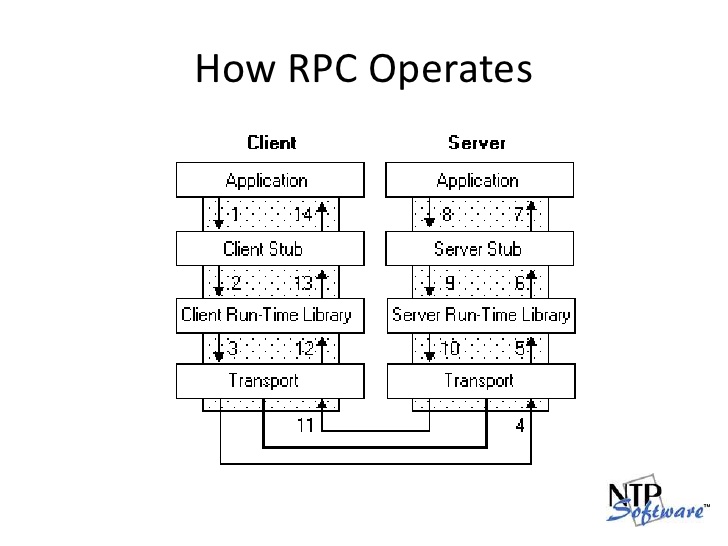 How RPC Operates
Client Server
Application Application
1 14 8 7
Client Stub Server Stub
2 13 9 6
Client Run-Time Library Server Run-Time Library
3 12 10 5
Transport Transport
11 4
NTP
Software™